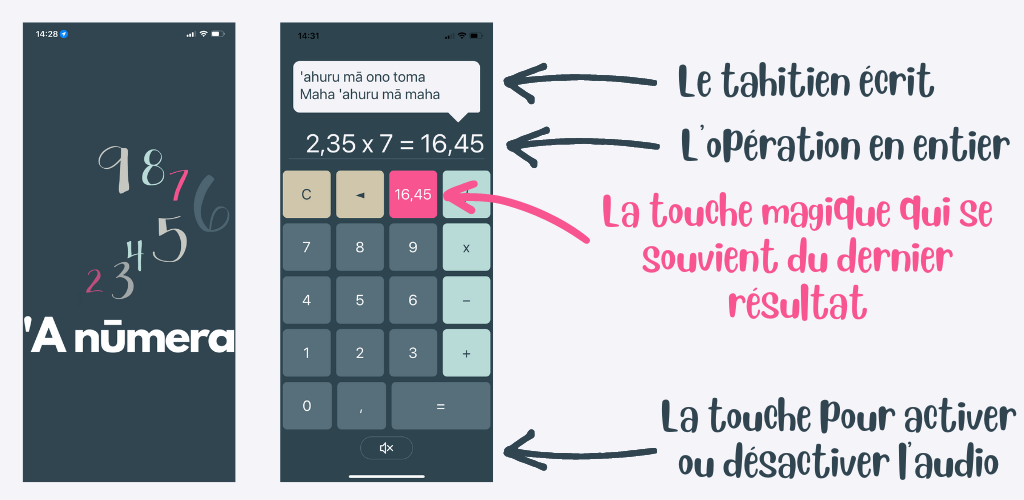 14:28
9 8
7 6
5
4
2 3
'A nūmera
14:31
'ahuru mā ono toma
Maha 'ahuru mā maha
2,35 x 7 = 16,45
C ◄ 16,45
7 8 9 x
4 5 6 −
1 2 3 +
0 , =
Le tahitien écrit
L'opération en entier
La touche magique qui se
souvient du dernier
résultat
La touche pour activer
ou désactiver l'audio